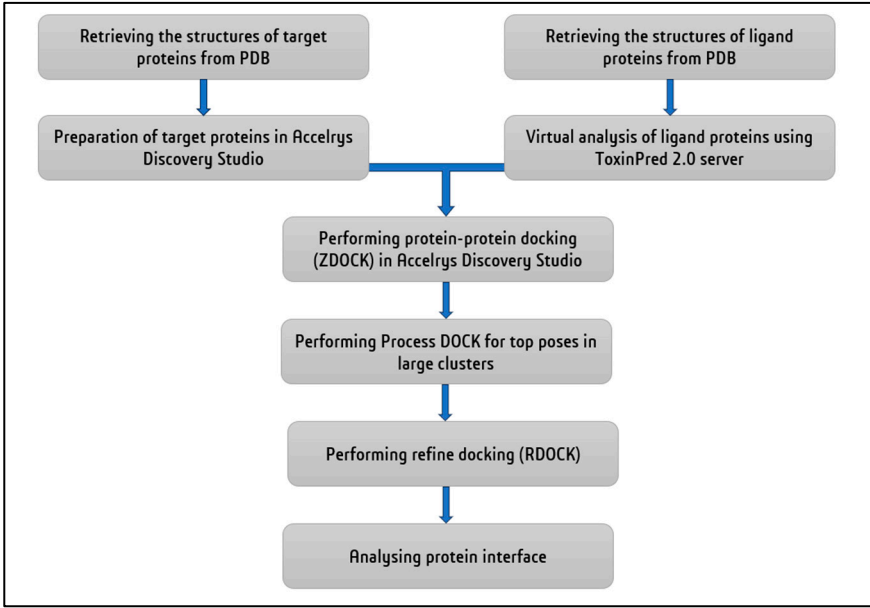 Retrieving the structures of target
proteins from PDB
Retrieving the structures of ligand
proteins from PDB
Preparation of target proteins in Accelrys
Discovery Studio
Virtual analysis of ligand proteins using
ToxinPred 2.0 server
Performing protein-protein docking
(ZDOCK) in Accelrys Discovery Studio
Performing Process DOCK for top poses in
large clusters
Performing refine docking (RDOCK)
Analysing protein interface